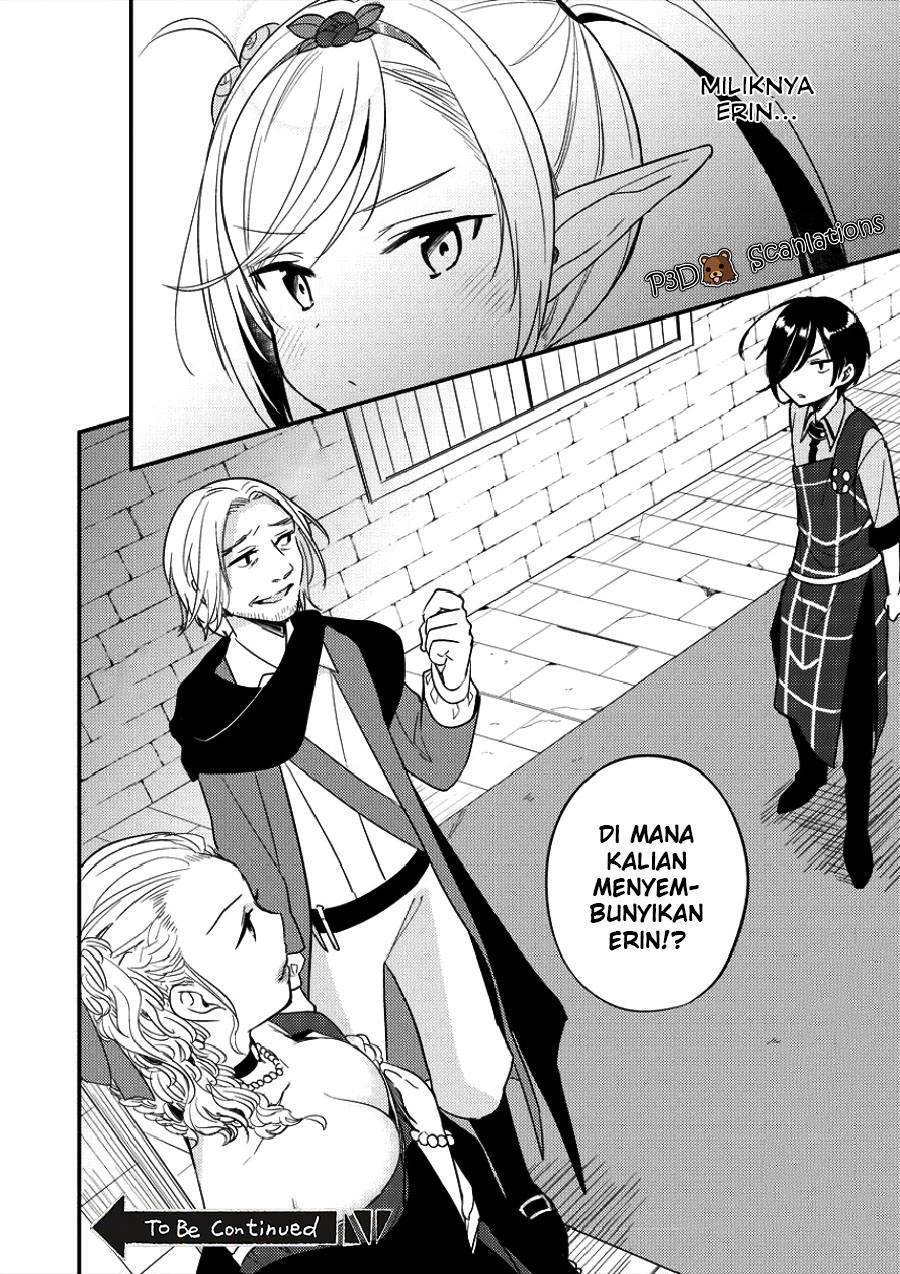 MILIKNYA
ERIN...
P3D Scanlations
DI MANA
KALIAN
MENYEM-
BUNYIKAN
ERIN!?
To Be Continued